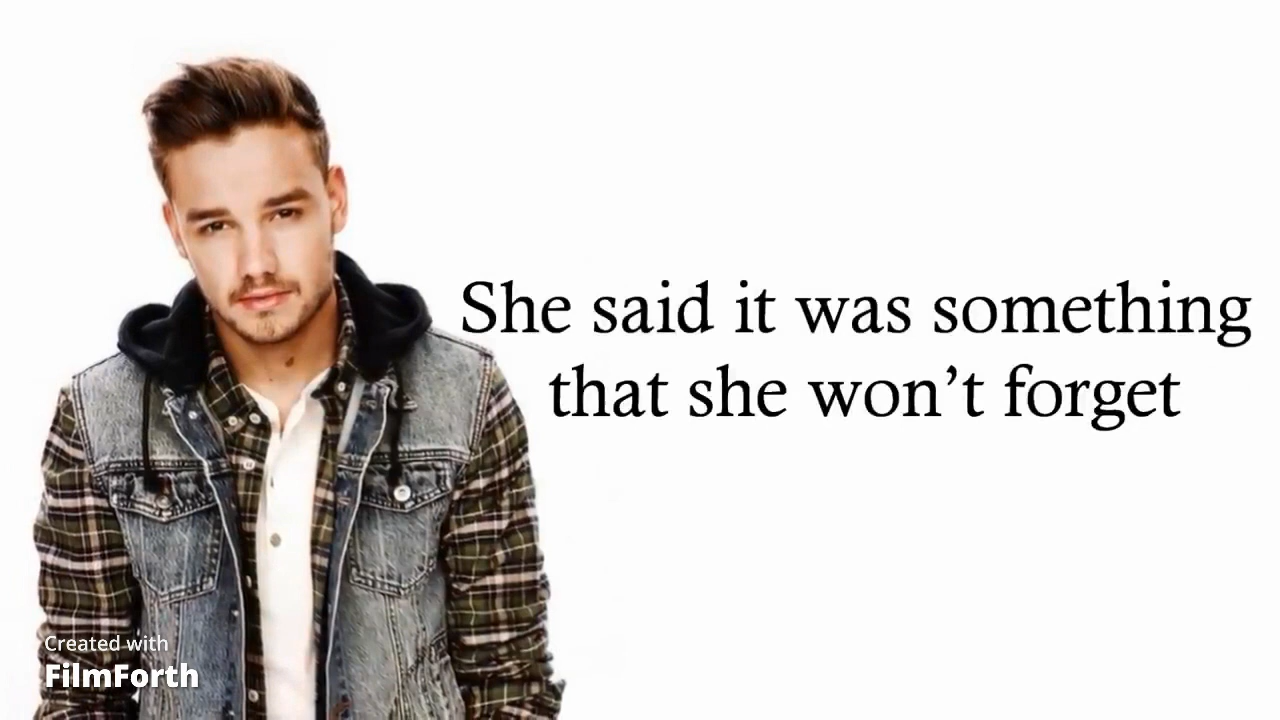 She said it was something
that she won’t forget
Created with
FilmForth